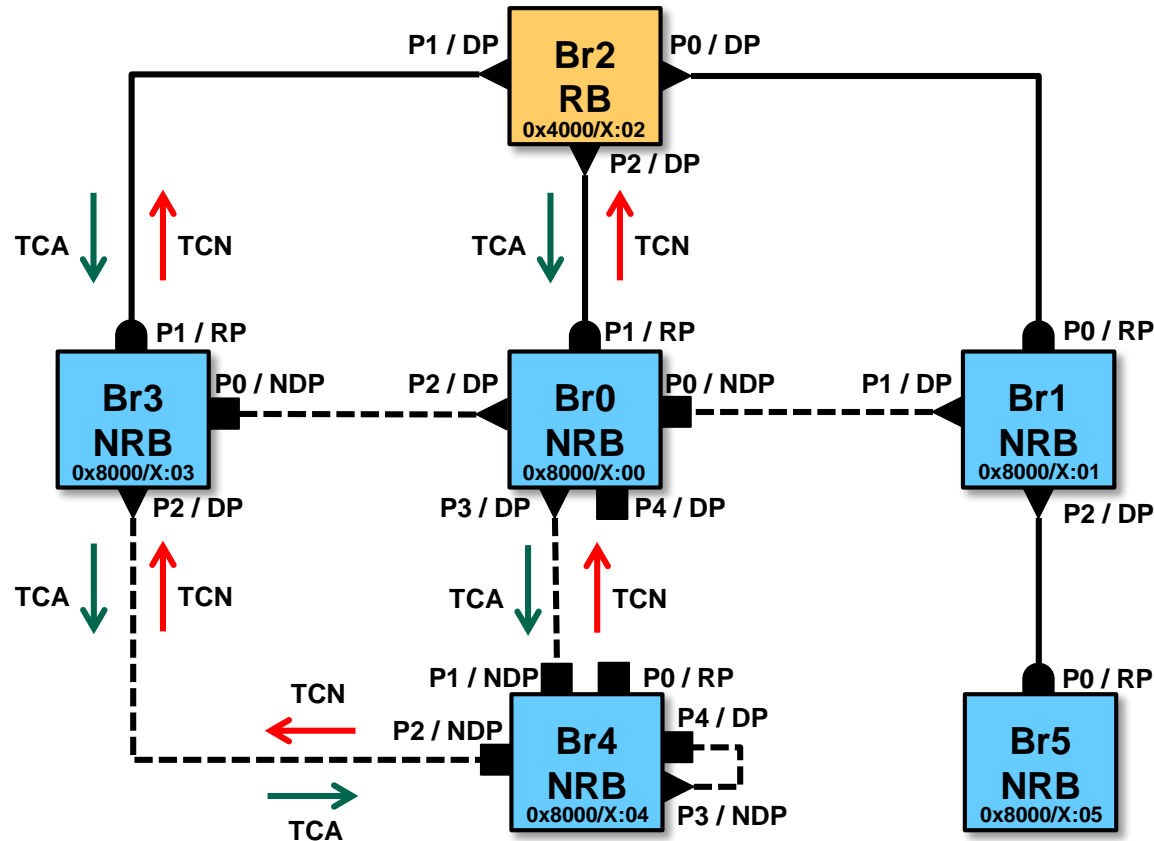 P1 / DP
Br2
RB
0x4000/X:02
P0 / DP
P2 / DP
TCA
TCN
TCA
TCN
P1 / RP
P1 / RP
P0 / RP
Br3
NRB
0x8000/X:03
P0 / NDP
P2 / DP
Br0
NRB
0x8000/X:00
P0 / NDP
P1 / DP
Br1
NRB
0x8000/X:01
P2 / DP
P3 / DP
P4 / DP
P2 / DP
TCA
TCN
TCA
TCN
P1 / NDP
P0 / RP
P0 / RP
TCN
P2 / NDP
Br4
NRB
0x8000/X:04
P4 / DP
P3 / NDP
TCA
Br5
NRB
0x8000/X:05